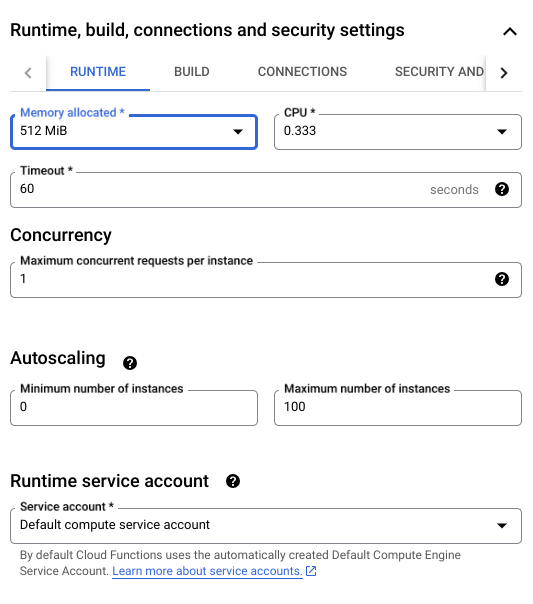 Runtime, build, connections and security settings
RUNTIME BUILD CONNECTIONS SECURITY AND
Memory allocated * CPU *
512 MiB 0.333
Timeout *
60 seconds
Concurrency
Maximum concurrent requests per instance
1
Autoscaling
Minimum number of instances Maximum number of instances
0 100
Runtime service account
Service account *
Default compute service account
By default Cloud Functions uses the automatically created Default Compute Engine
Service Account. Learn more about service accounts.